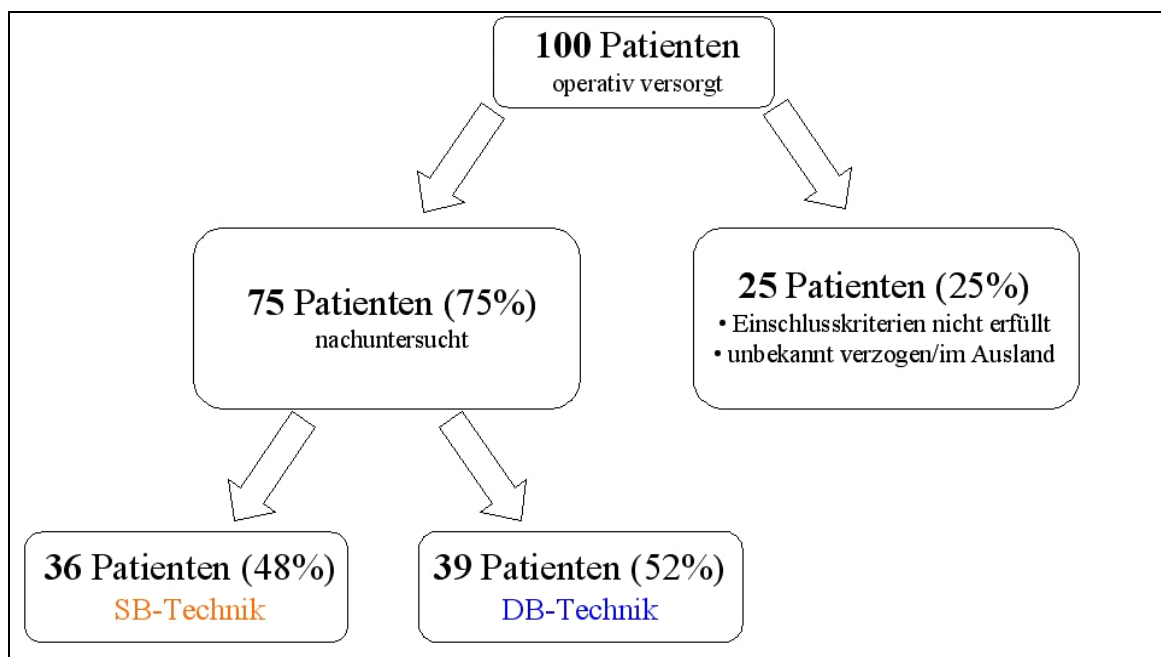 100 Patienten
operativ versorgt
75 Patienten (75%)
nachuntersucht
25 Patienten (25%)
• Einschlusskriterien nicht erfüllt
• unbekannt verzogen/im Ausland
36 Patienten (48%)
SB-Technik
39 Patienten (52%)
DB-Technik